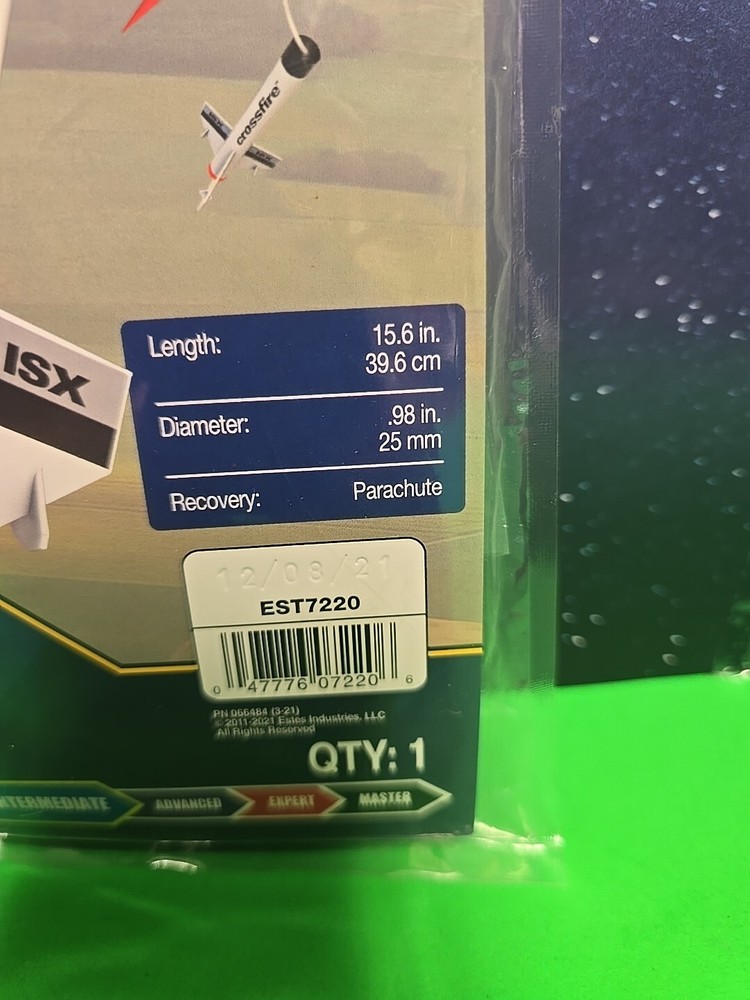 crossfire™
ISX
Length: 15.6 in.
39.6 cm
Diameter: .98 in.
25 mm
Recovery: Parachute
12/08/21
EST7220
0 47776 07220 6
PN 066484 (3-21)
© 2011-2021 Estes Industries, LLC
All Rights Reserved
QTY: 1
NTERMEDIATE ADVANCED EXPERT MASTER